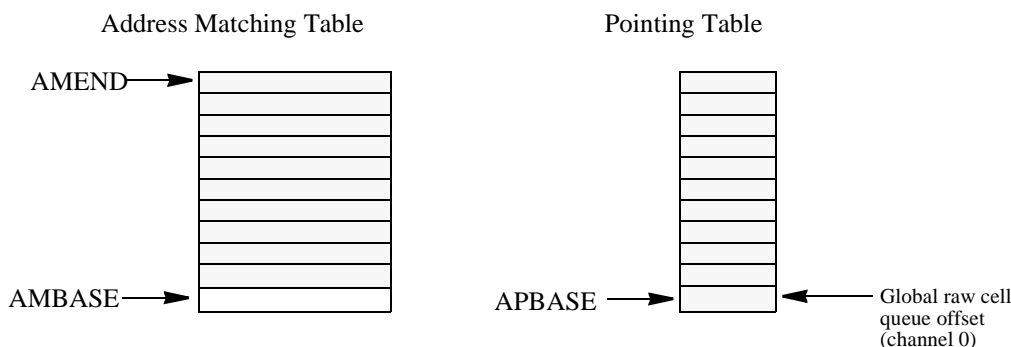 Address Matching Table
Pointing Table
AMEND
AMBASE
APBASE
Global raw cell
queue offset
(channel 0)